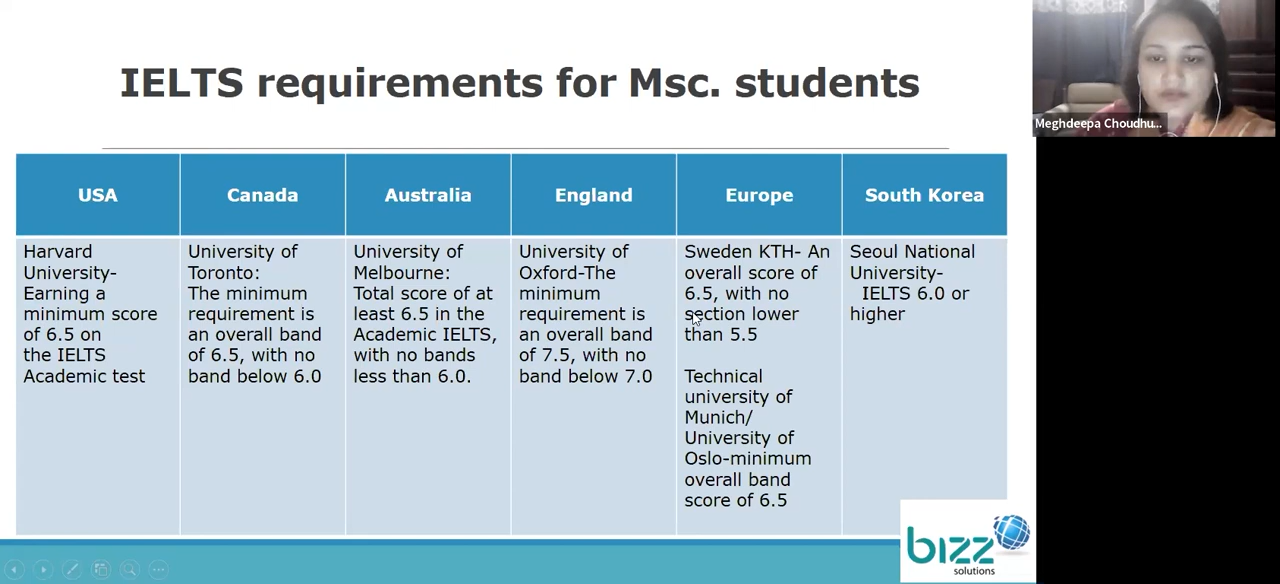 IELTS requirements for Msc. students
Meghdeepa Choudhu...
USA
Canada
Australia
England
Europe
South Korea
Harvard
University-
Earning a
minimum score
of 6.5 on
the IELTS
Academic test
University of
Toronto:
The minimum
requirement is
an overall band
of 6.5, with no
band below 6.0
University of
Melbourne:
Total score of at
least 6.5 in the
Academic IELTS,
with no bands
less than 6.0.
University of
Oxford-The
minimum
requirement is
an overall band
of 7.5, with no
band below 7.0
Sweden KTH- An
overall score of
6.5, with no
section lower
than 5.5
Technical
university of
Munich/
University of
Oslo-minimum
overall band
score of 6.5
Seoul National
University-
IELTS 6.0 or
higher
bizz
solutions